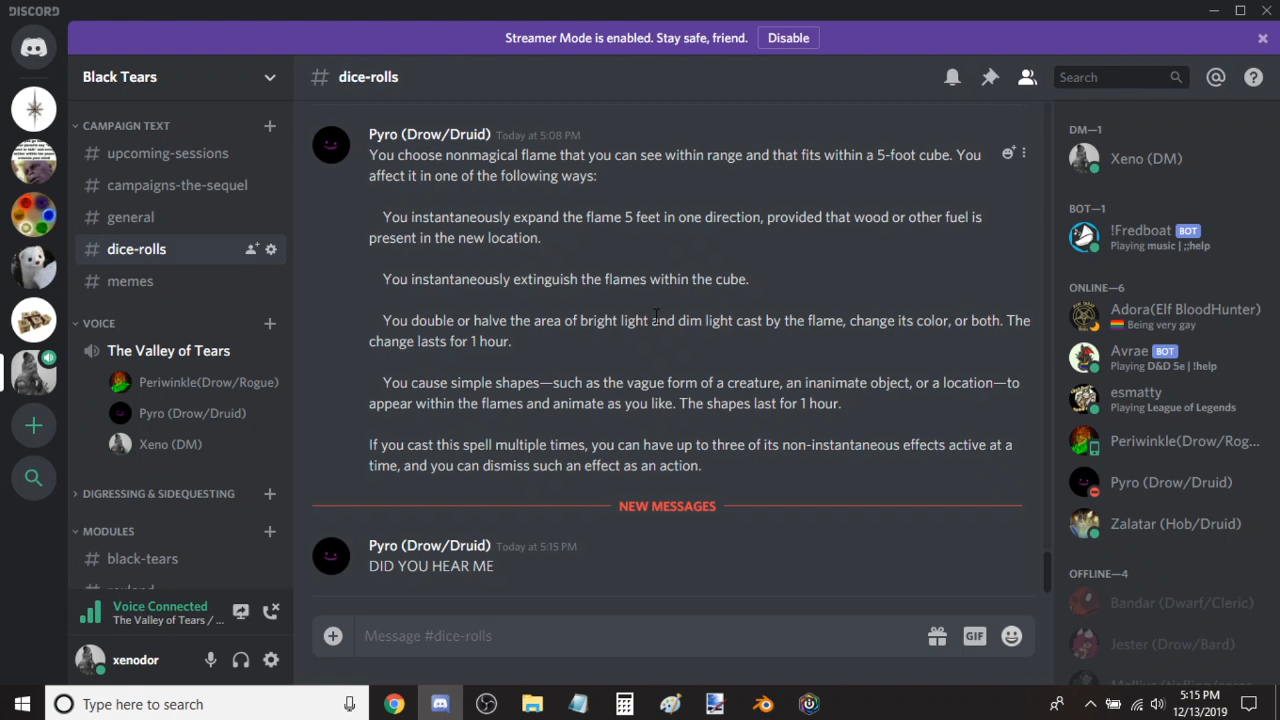 DISCORD
Streamer Mode is enabled. Stay safe, friend. Disable
Black Tears
# dice-rolls
Search
CAMPAIGN TEXT
# upcoming-sessions
# campaigns-the-sequel
# general
# dice-rolls
# memes
VOICE
The Valley of Tears
Periwinkle(Drow/Rogue)
Pyro (Drow/Druid)
Xeno (DM)
DIGRESSING & SIDEQUESTING
MODULES
# black-tears
Voice Connected
The Valley of Tears / ...
xenodor
Pyro (Drow/Druid) Today at 5:08 PM
You choose nonmagical flame that you can see within range and that fits within a 5-foot cube. You
affect it in one of the following ways:
You instantaneously expand the flame 5 feet in one direction, provided that wood or other fuel is
present in the new location.
You instantaneously extinguish the flames within the cube.
You double or halve the area of bright light and dim light cast by the flame, change its color, or both. The
change lasts for 1 hour.
You cause simple shapes—such as the vague form of a creature, an inanimate object, or a location—to
appear within the flames and animate as you like. The shapes last for 1 hour.
If you cast this spell multiple times, you can have up to three of its non-instantaneous effects active at a
time, and you can dismiss such an effect as an action.
NEW MESSAGES
Pyro (Drow/Druid) Today at 5:15 PM
DID YOU HEAR ME
Message #dice-rolls
GIF
DM—1
Xeno (DM)
BOT—1
!Fredboat BOT
Playing music | ;;help
ONLINE—6
Adora(Elf BloodHunter)
Being very gay
Avrae BOT
Playing D&D 5e | !help
esmatty
Playing League of Legends
Periwinkle(Drow/Rog...
Pyro (Drow/Druid)
Zalatar (Hob/Druid)
OFFLINE—4
Bandar (Dwarf/Cleric)
Jester (Drow/Bard)
Type here to search
5:15 PM
12/13/2019